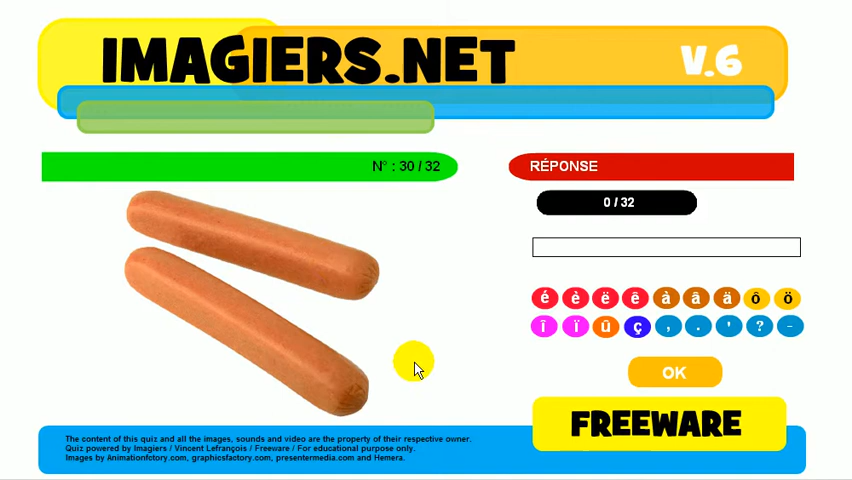 IMAGIERS.NET
V.6
N° : 30 / 32
RÉPONSE
0 / 32
é è ë ê à â ä ô ö
î ï û ç , . ' ? -
OK
FREEWARE
The content of this quiz and all the images, sounds and video are the property of their respective owner.
Quiz powered by Imagiers / Vincent Lefrançois / Freeware / For educational purpose only.
Images by Animationfctory.com, graphicsfactory.com, presentermedia.com and Hemera.